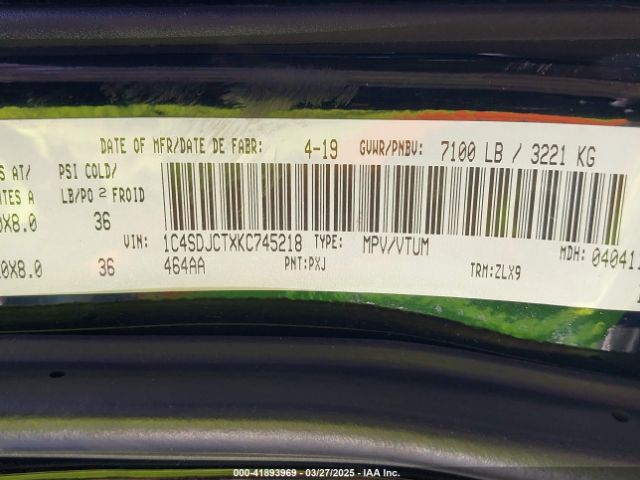 DATE OF MFR/DATE DE FABR: 4-19 GVWR/PNBV: 7100 LB / 3221 KG
S AT/ PSI COLD/
TES A LB/PO 2 FROID
0X8.0 36
VIN: 1C4SDJCTXKC745218 TYPE: MPV/VTUM MDH: 04041
0X8.0 36 464AA PNT:PXJ TRM:ZLX9
000-41893969 • 03/27/2025 • IAA Inc.